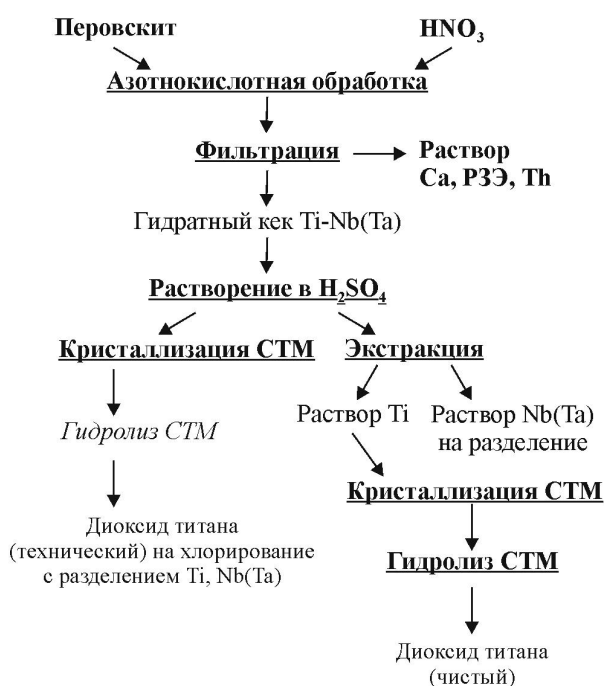 Перовскит
HNO3
Азотнокислотная обработка
Фильтрация
Раствор
Ca, РЗЭ, Th
Гидратный кек Ti-Nb(Ta)
Растворение в H2SO4
Кристаллизация СТМ
Экстракция
Гидролиз СТМ
Раствор Ti
Раствор Nb(Ta)
на разделение
Кристаллизация СТМ
Диоксид титана
(технический) на хлорирование
с разделением Ti, Nb(Ta)
Гидролиз СТМ
Диоксид титана
(чистый)